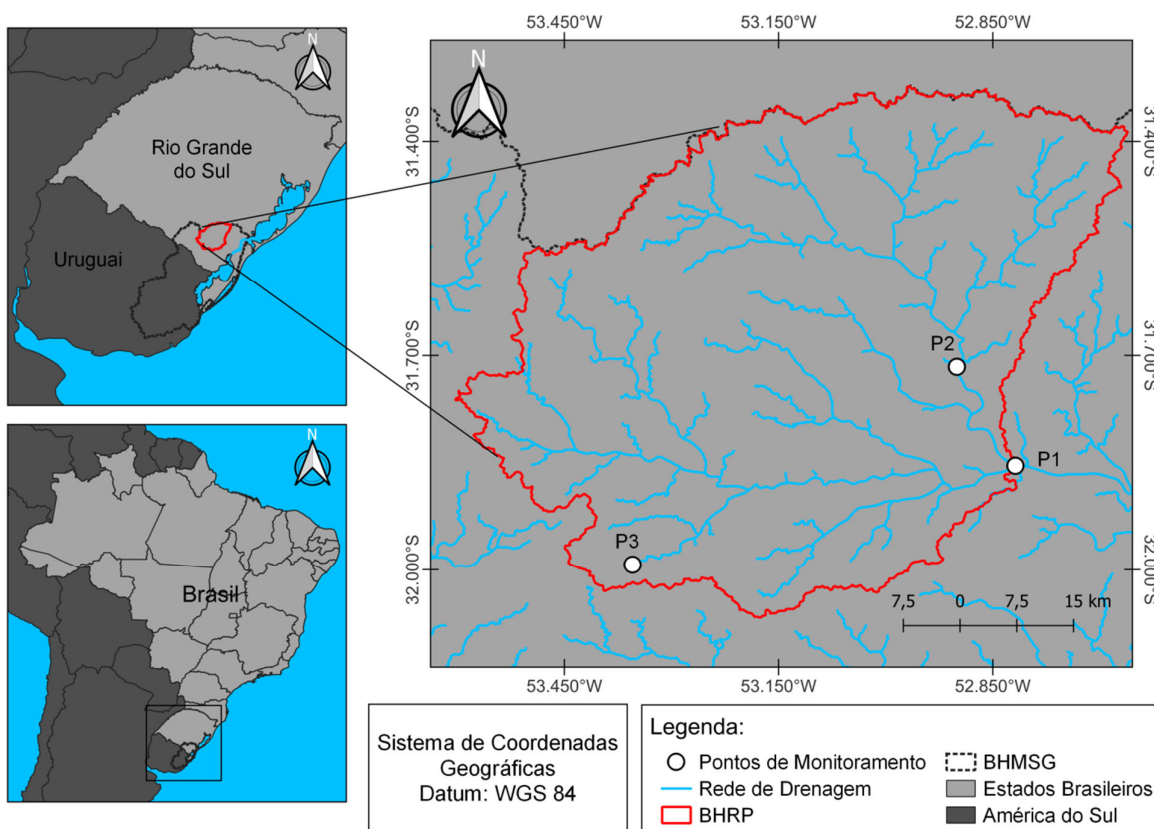 N
Rio Grande
do Sul
Uruguai
N
Brasil
53.450°W
53.150°W
52.850°W
N
31.400°S
31.400°S
31.700°S
31.700°S
32.000°S
32.000°S
P2
P1
P3
7,5 0 7,5 15 km
53.450°W
53.150°W
52.850°W
Sistema de Coordenadas
Geográficas
Datum: WGS 84
Legenda:
Pontos de Monitoramento
Rede de Drenagem
BHRP
BHMSG
Estados Brasileiros
América do Sul